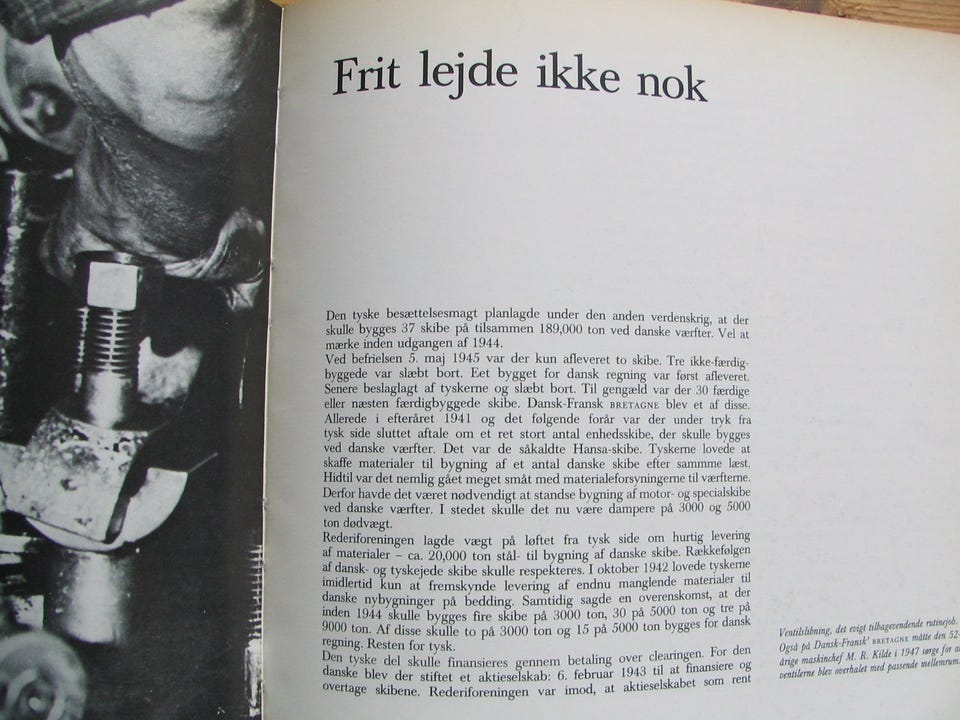 Frit lejde ikke nok
Den tyske besættelsesmagt planlagde under den anden verdenskrig, at der
skulle bygges 37 skibe på tilsammen 189,000 ton ved danske værfter. Vel at
mærke inden udgangen af 1944.
Ved befrielsen 5. maj 1945 var der kun afleveret to skibe. Tre ikke-færdig-
byggede var slæbt bort. Eet bygget for dansk regning var først afleveret.
Senere beslaglagt af tyskerne og slæbt bort. Til gengæld var der 30 færdige
eller næsten færdigbyggede skibe. Dansk-Fransk BRETAGNE blev et af disse.
Allerede i efteråret 1941 og det følgende forår var der under tryk fra
tysk side sluttet aftale om et ret stort antal enhedsskibe, der skulle bygges
ved danske værfter. Det var de såkaldte Hansa-skibe. Tyskerne lovede at
skaffe materialer til bygning af et antal danske skibe efter sammme læst.
Hidtil var det nemlig gået meget småt med materialeforsyningerne til værfterne.
Derfor havde det været nødvendigt at standse bygning af motor- og specialskibe
ved danske værfter. I stedet skulle det nu være dampere på 3000 og 5000
ton dødvægt.
Rederiforeningen lagde vægt på løftet fra tysk side om hurtig levering
af materialer – ca. 20,000 ton stål- til bygning af danske skibe. Rækkefølgen
af dansk- og tyskejede skibe skulle respekteres. I oktober 1942 lovede tyskerne
imidlertid kun at fremskynde levering af endnu manglende materialer til
danske nybygninger på bedding. Samtidig sagde en overenskomst, at der
inden 1944 skulle bygges fire skibe på 3000 ton, 30 på 5000 ton og tre på
9000 ton. Af disse skulle to på 3000 ton og 15 på 5000 ton bygges for dansk
regning. Resten for tysk.
Den tyske del skulle finansieres gennem betaling over clearingen. For den
danske blev der stiftet et aktieselskab: 6. februar 1943 til at finansiere og
overtage skibene. Rederiforeningen var imod, at aktieselskabet som rent
Ventilslibning, det evigt tilbagevendende rutinejob.
Også på Dansk-Fransk' BRETAGNE måtte den 52-
årige maskinchef M. R. Kilde i 1947 sørge for at
ventilerne blev overhalet med passende mellemrum.